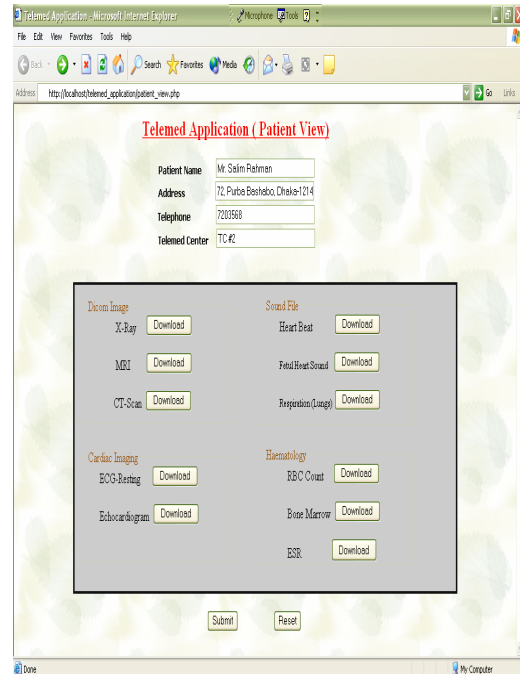 Telemed Application - Microsoft Internet Explorer
Microphone Tools
File Edit View Favorites Tools Help
Back Search Favorites Media
Address http://localhost/telemed_application/patient_view.php Go Links
Telemed Application ( Patient View)
Patient Name Mr. Salim Rahman
Address 72, Purba Bashabo, Dhaka-1214
Telephone 7203568
Telemed Center TC #2
Dicom Image
X-Ray Download
MRI Download
CT-Scan Download
Sound File
Heart Beat Download
Fetul Heart Sound Download
Respiration (Lungs) Download
Cardiac Imaging
ECG-Resting Download
Echocardiogram Download
Haematology
RBC Count Download
Bone Marrow Download
ESR Download
Submit Reset
Done My Computer